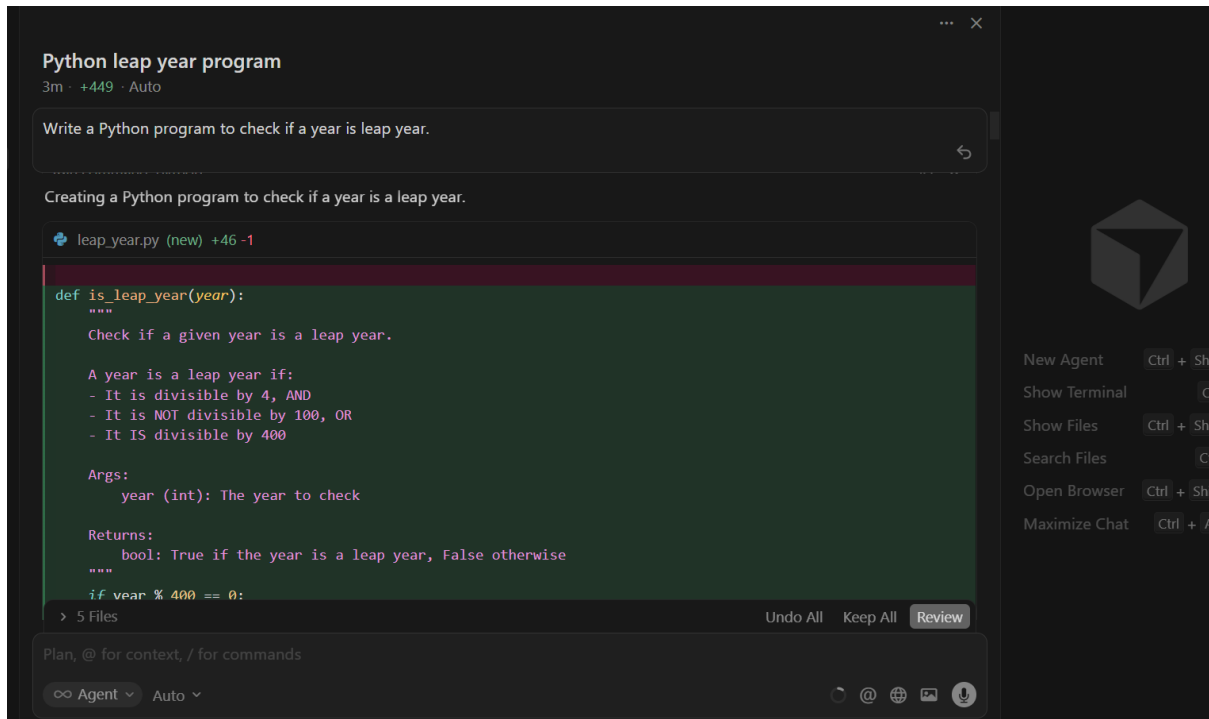 Python leap year program
3m · +449 · Auto
Write a Python program to check if a year is leap year.
Creating a Python program to check if a year is a leap year.
leap_year.py (new) +46 -1
def is_leap_year(year):
"""
Check if a given year is a leap year.
A year is a leap year if:
- It is divisible by 4, AND
- It is NOT divisible by 100, OR
- It IS divisible by 400
Args:
year (int): The year to check
Returns:
bool: True if the year is a leap year, False otherwise
"""
if year % 400 == 0:
> 5 Files Undo All Keep All Review
Plan, @ for context, / for commands
Agent Auto
New Agent Ctrl + Sh
Show Terminal C
Show Files Ctrl + Sh
Search Files C
Open Browser Ctrl + Sh
Maximize Chat Ctrl + A